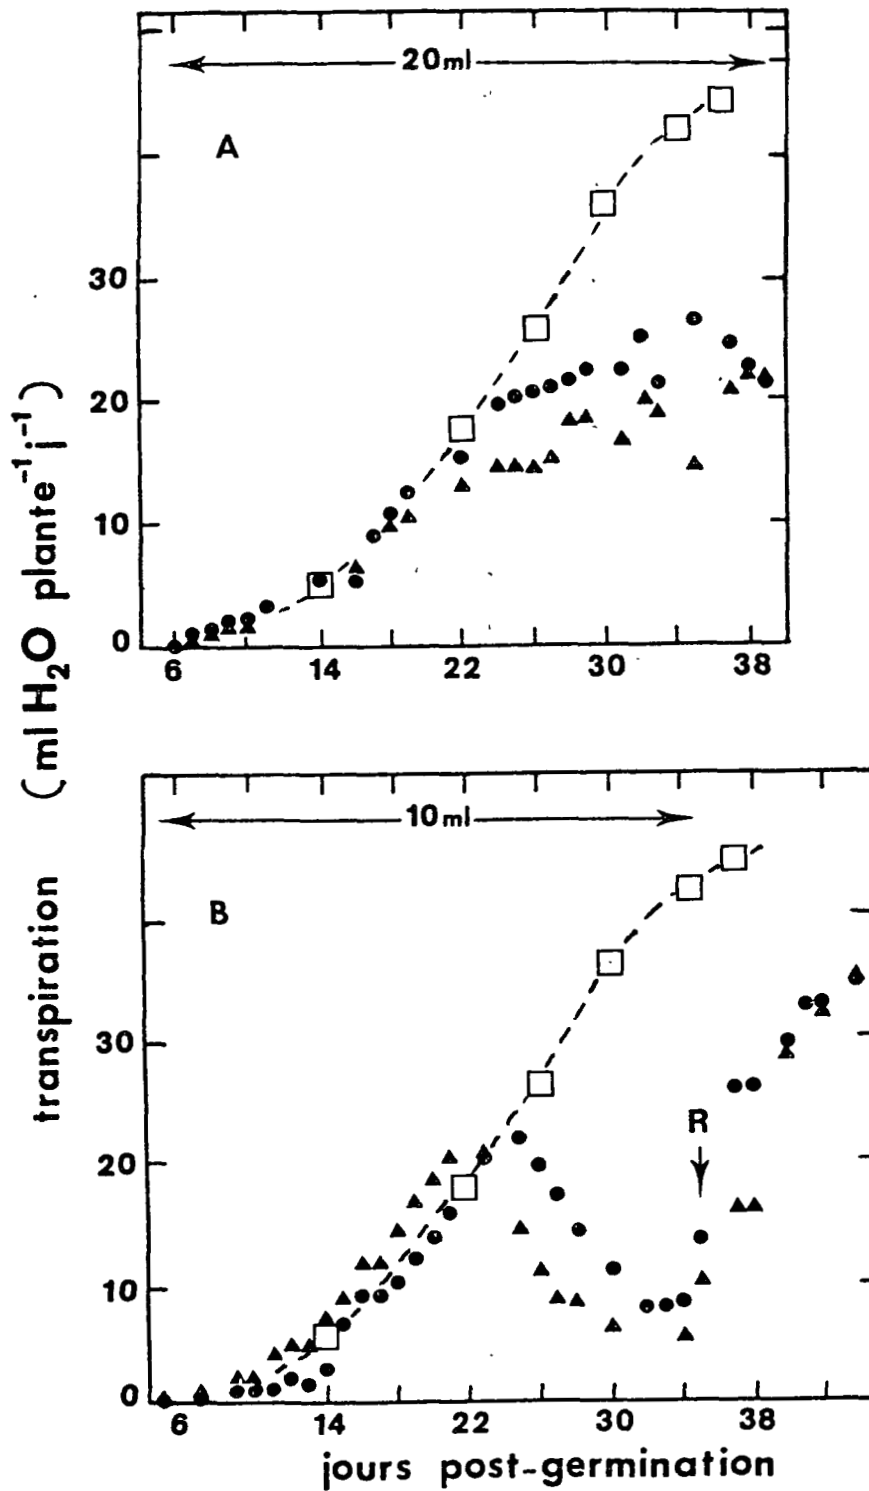 20ml
A
30
20
10
0
6 14 22 30 38
transpiration (ml H₂O plante⁻¹ j⁻¹)
10ml
B
30
R
20
10
0
6 14 22 30 38
jours post-germination